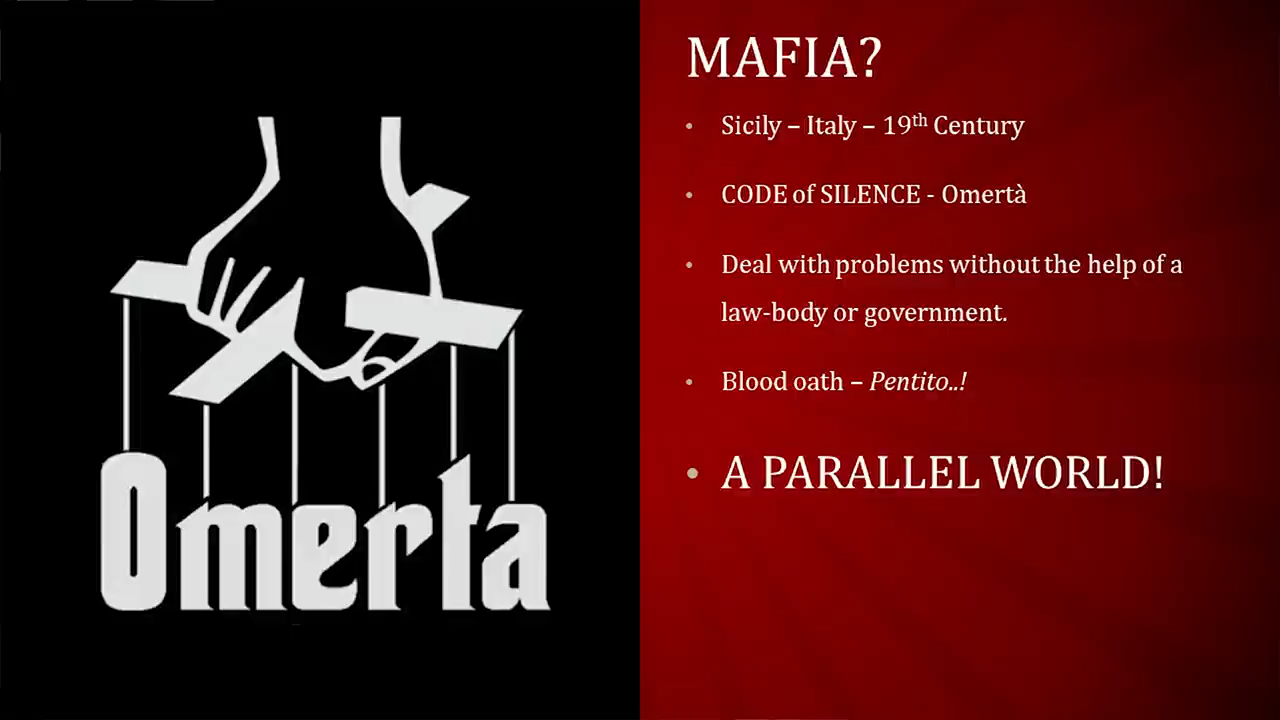 Omerta
MAFIA?
• Sicily – Italy – 19th Century
• CODE of SILENCE - Omertà
• Deal with problems without the help of a
law-body or government.
• Blood oath – Pentito..!
• A PARALLEL WORLD!